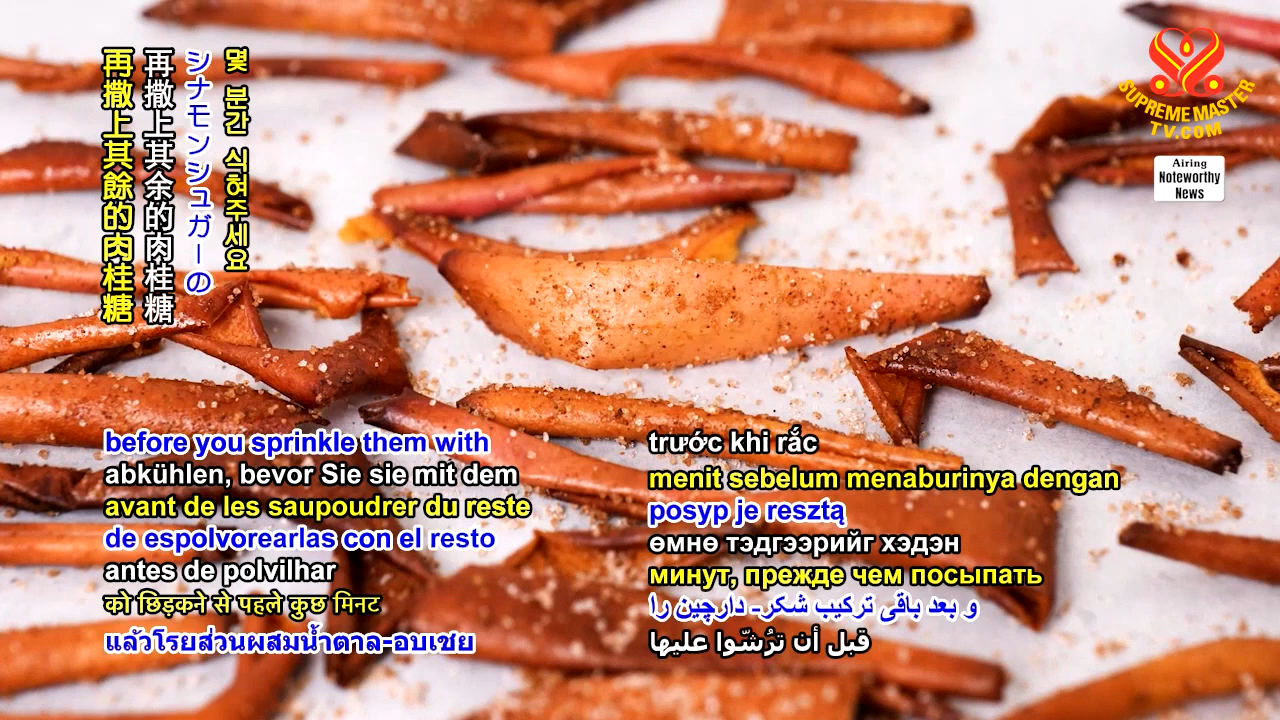 再撒上其餘的肉桂糖
再撒上其余的肉桂糖
シナモンシュガーの
몇 분간 식혀주세요
SUPREME MASTER
TV.COM
Airing
Noteworthy
News
before you sprinkle them with
abkühlen, bevor Sie sie mit dem
avant de les saupoudrer du reste
de espolvorearlas con el resto
antes de polvilhar
को छिड़कने से पहले कुछ मिनट
แล้วโรยส่วนผสมน้ำตาล-อบเชย
trước khi rắc
menit sebelum menaburinya dengan
posyp je resztą
өмнө тэдгээрийг хэдэн
минут, прежде чем посыпать
و بعد باقی ترکیب شکر- دارچین را
قبل أن ترُشّوا عليها